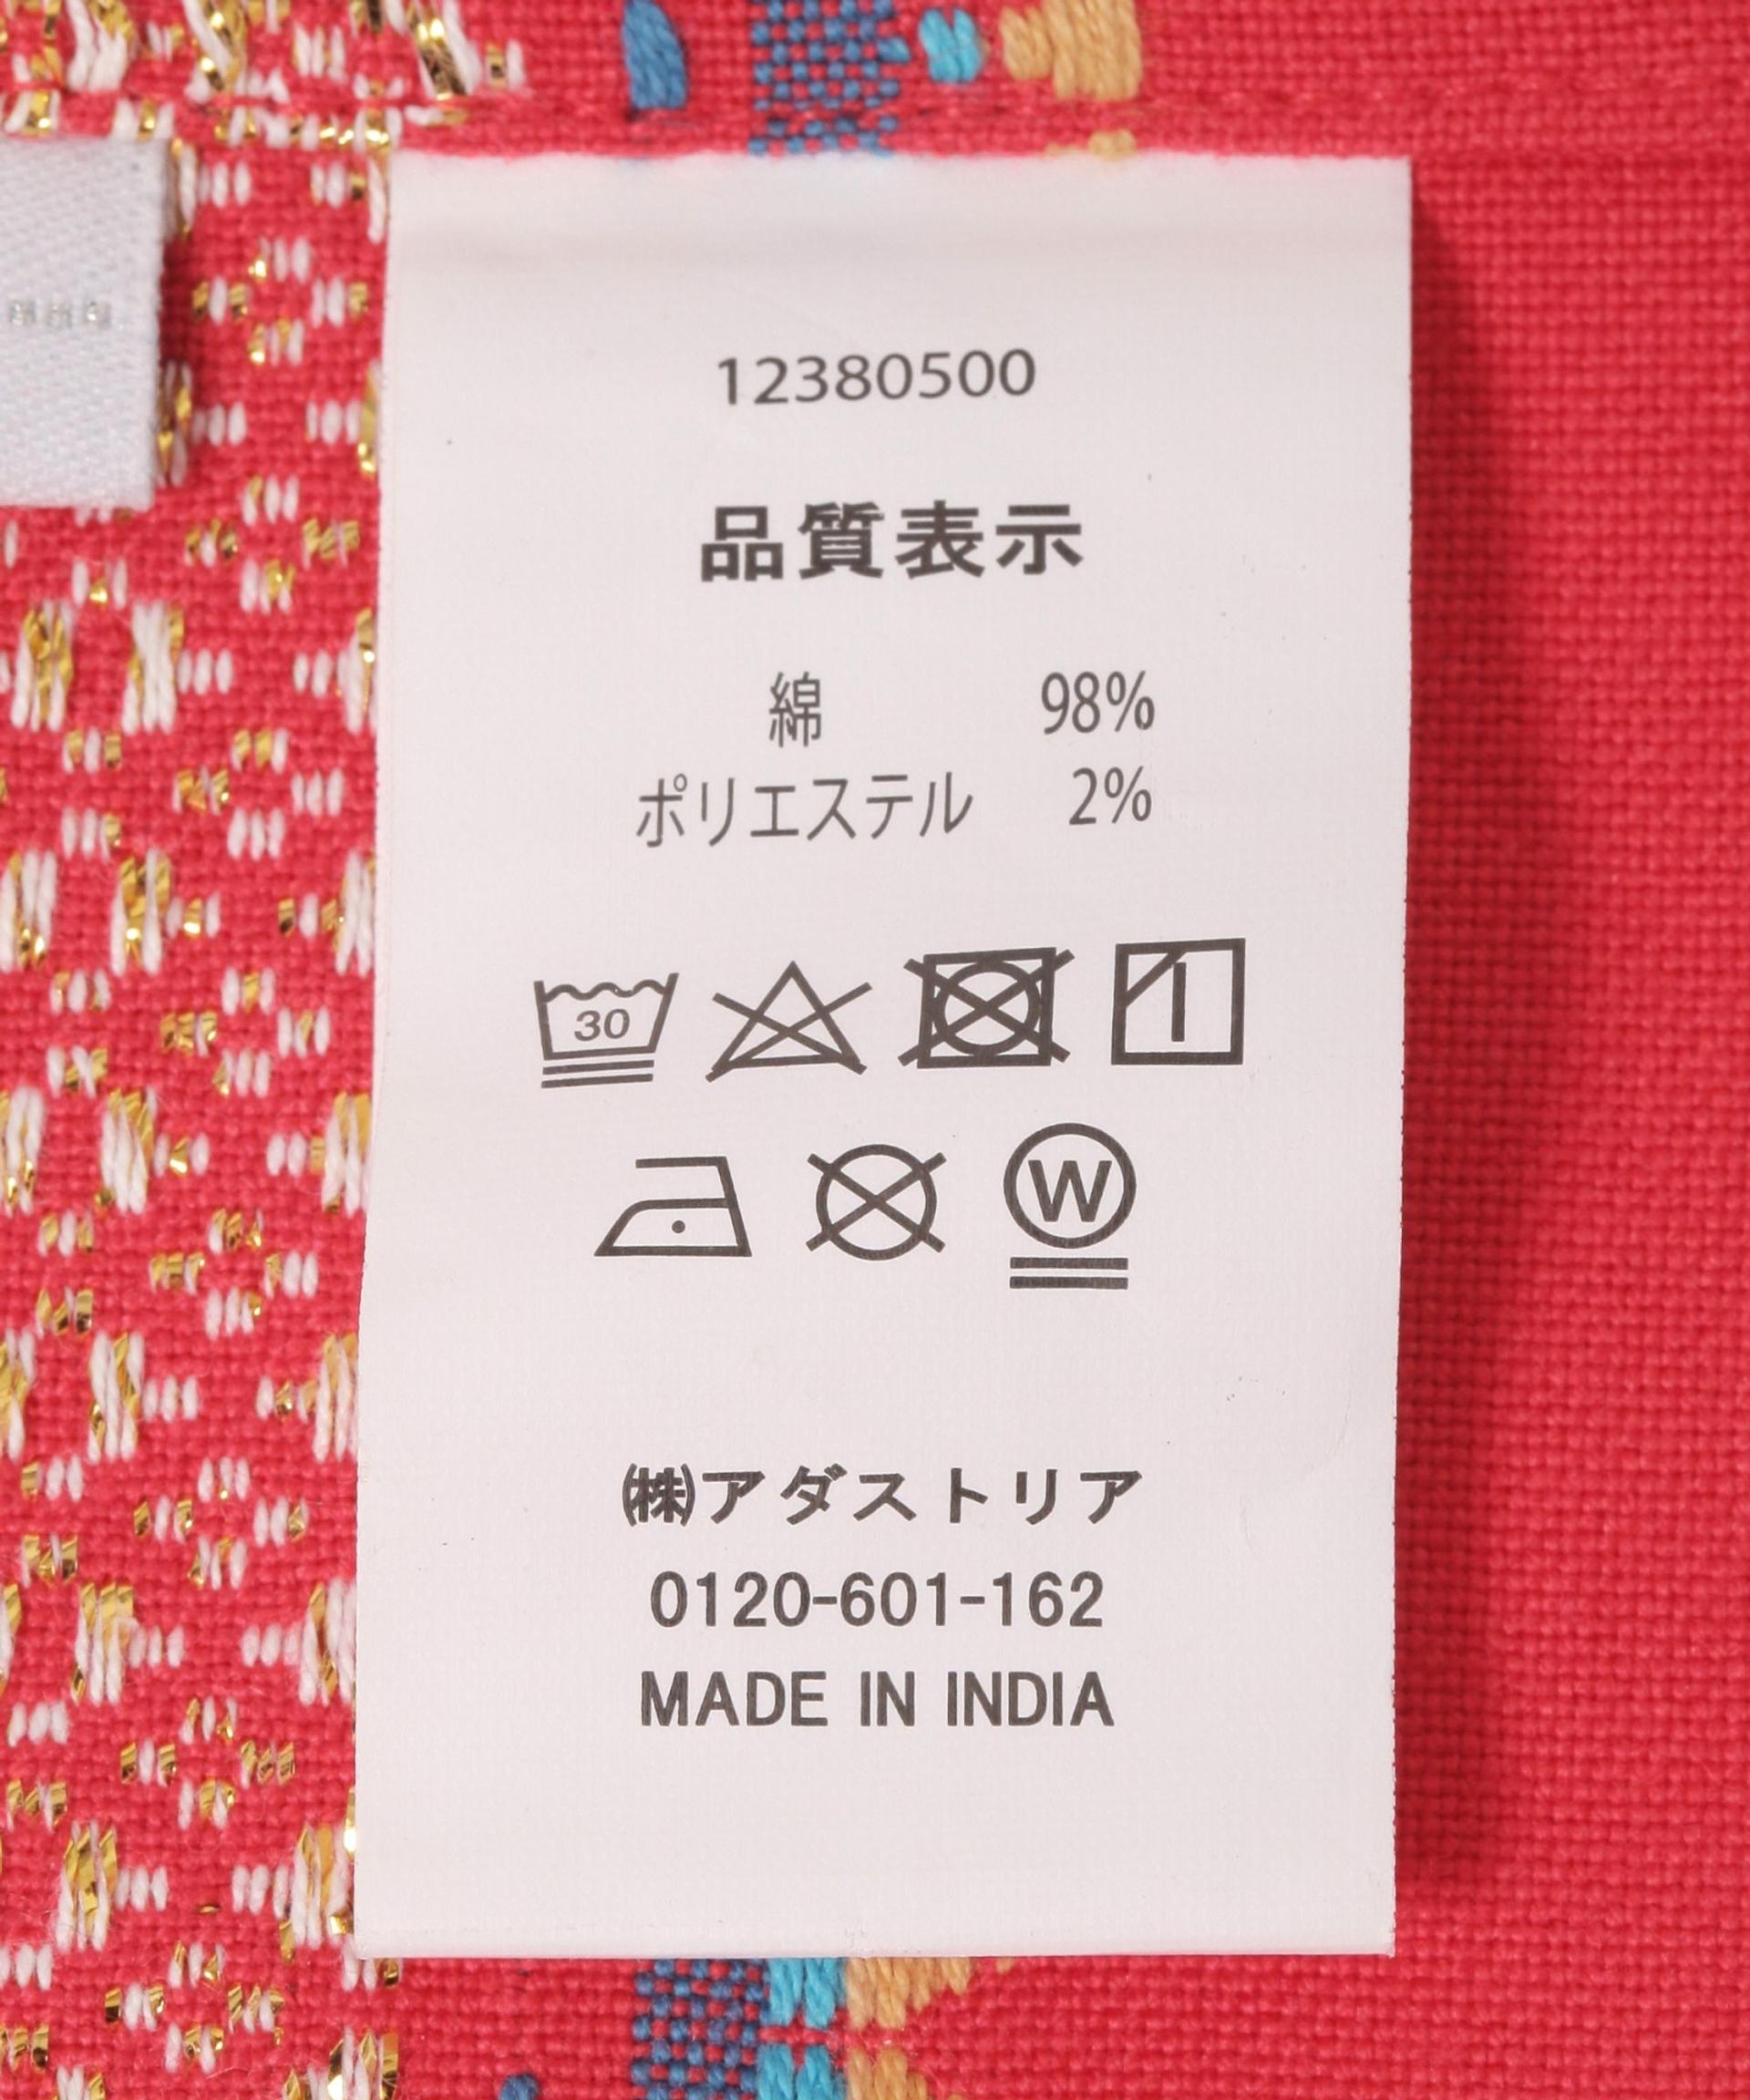 12380500
品質表示
綿 98%
ポリエステル 2%
30
W
㈱アダストリア
0120-601-162
MADE IN INDIA